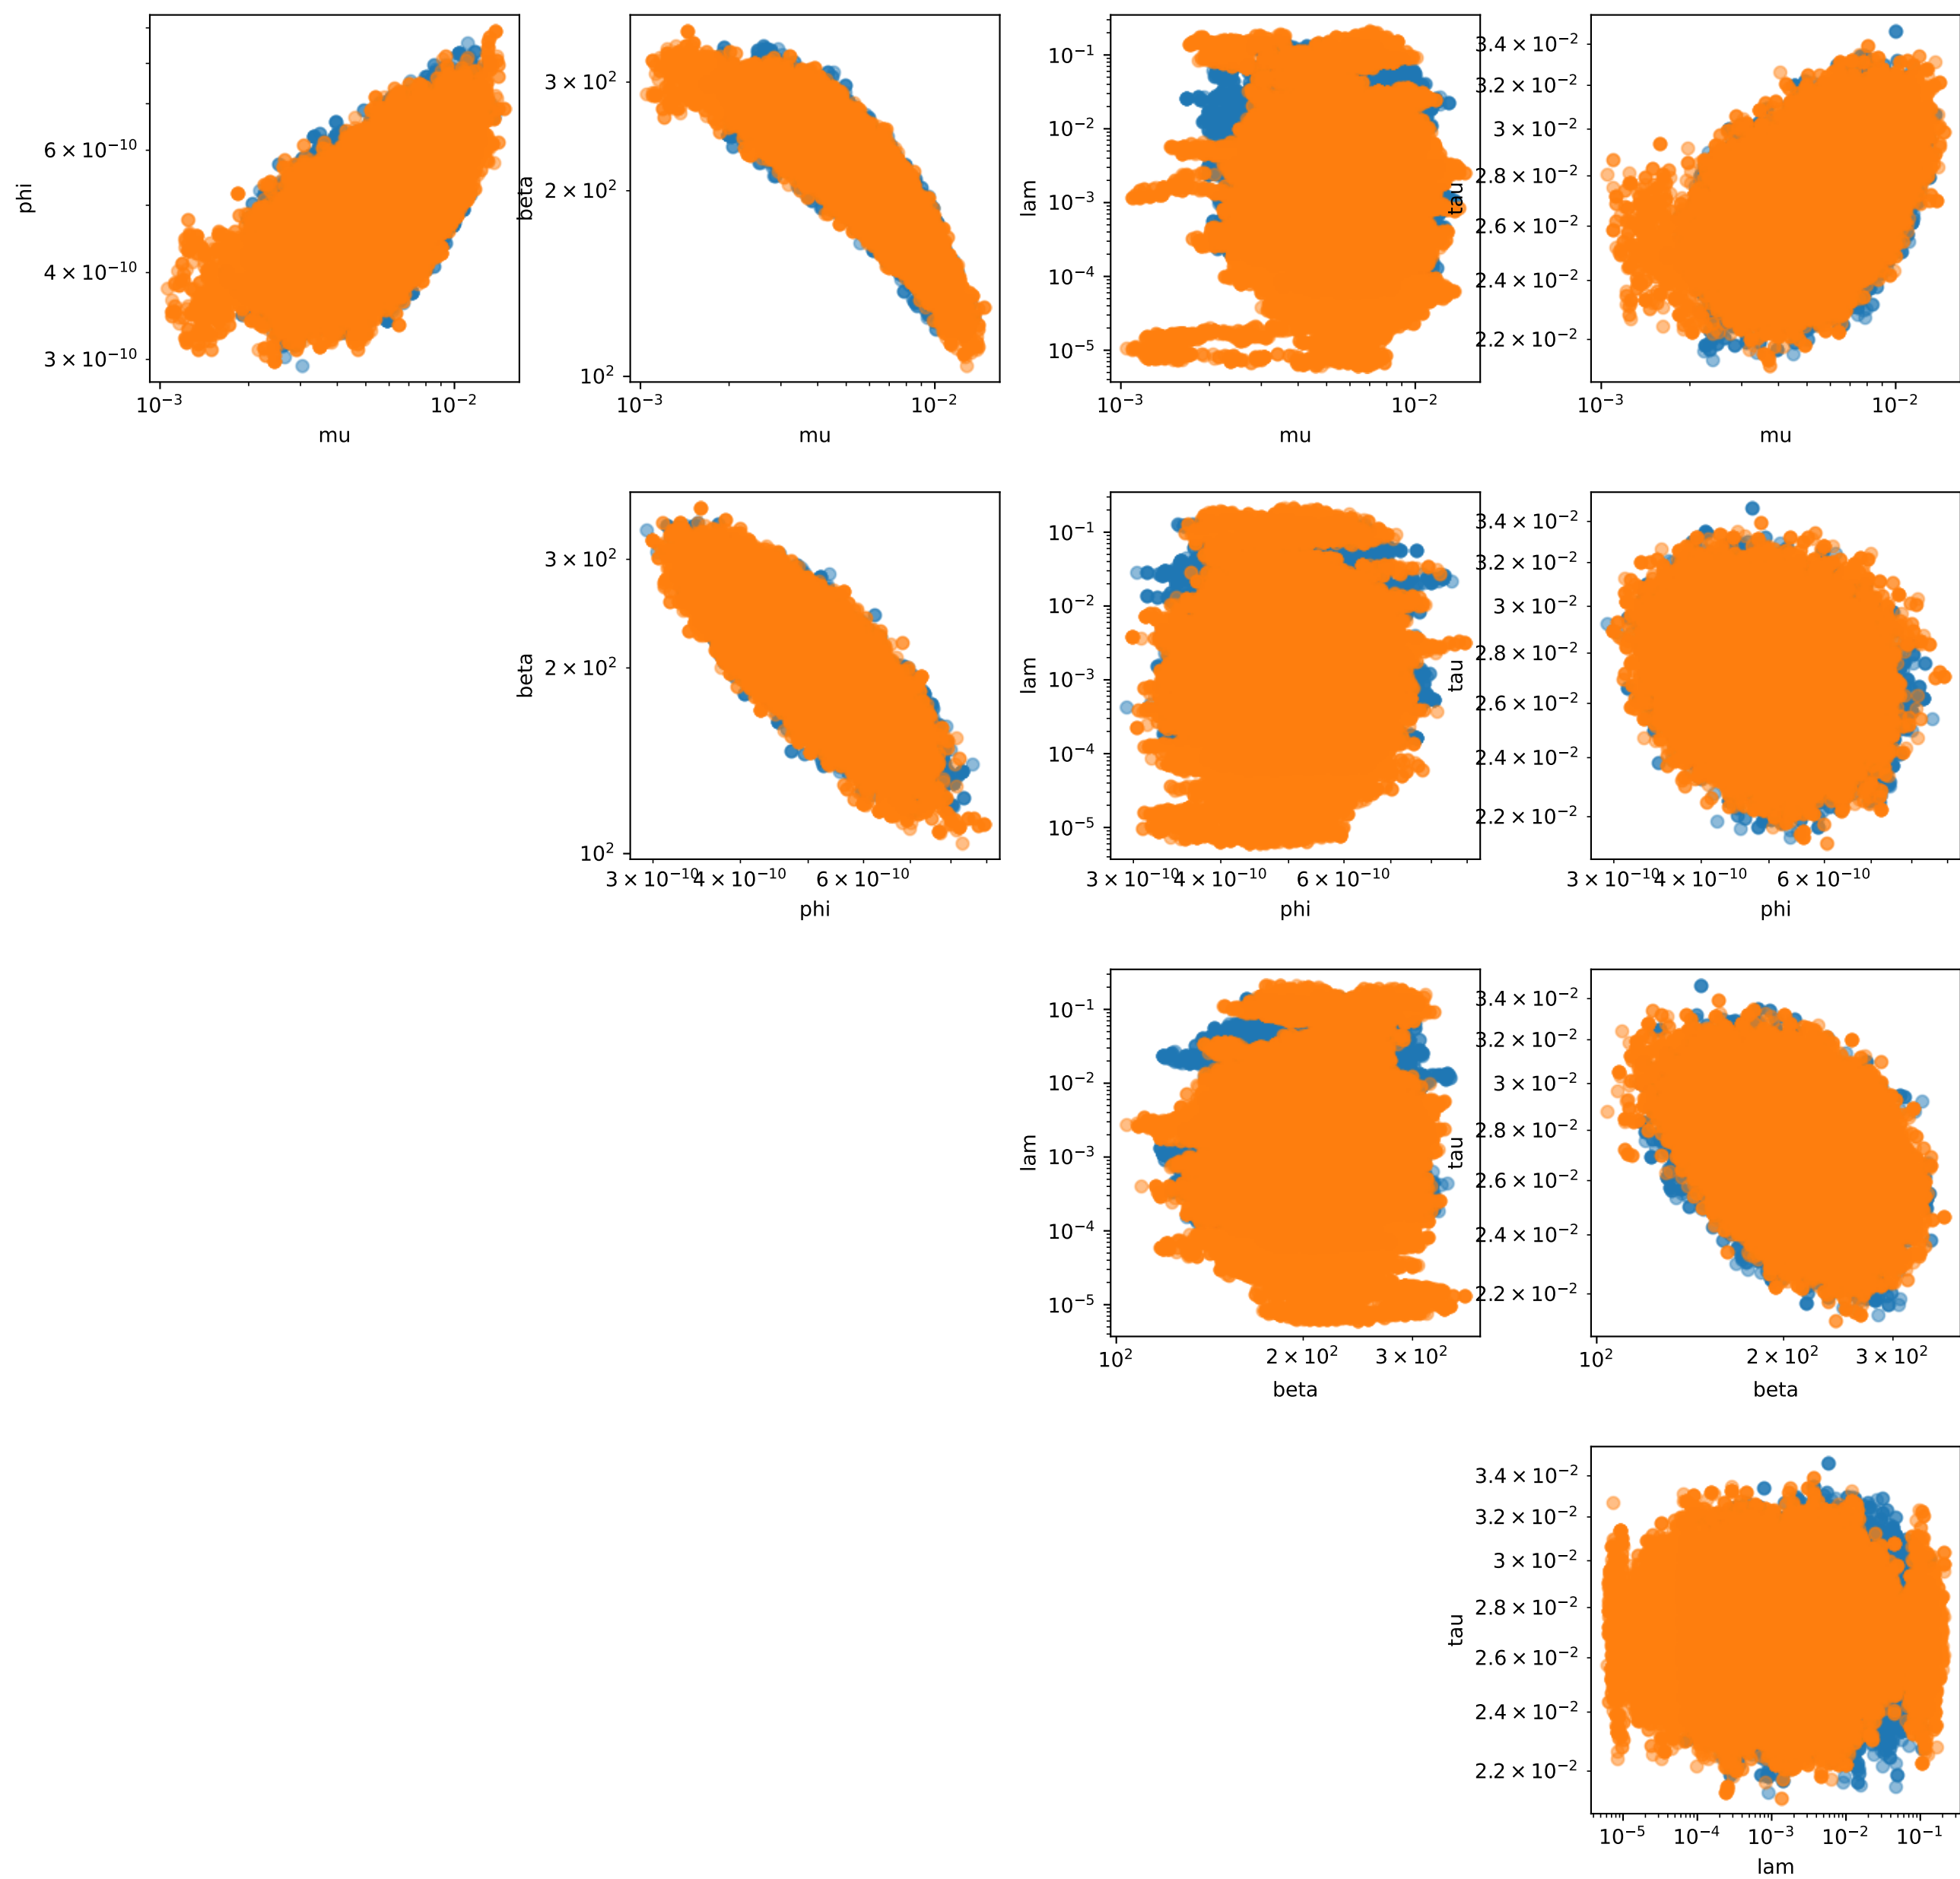 phi
6 × 10⁻¹⁰
4 × 10⁻¹⁰
3 × 10⁻¹⁰
10⁻³
10⁻²
mu
beta
3 × 10²
2 × 10²
10²
10⁻³
10⁻²
mu
lam
10⁻¹
10⁻²
10⁻³
10⁻⁴
10⁻⁵
10⁻³
10⁻²
mu
tau
3.4 × 10⁻²
3.2 × 10⁻²
3 × 10⁻²
2.8 × 10⁻²
2.6 × 10⁻²
2.4 × 10⁻²
2.2 × 10⁻²
10⁻³
10⁻²
mu
beta
3 × 10²
2 × 10²
10²
3 × 10⁻¹⁰
4 × 10⁻¹⁰
6 × 10⁻¹⁰
phi
lam
10⁻¹
10⁻²
10⁻³
10⁻⁴
10⁻⁵
3 × 10⁻¹⁰
4 × 10⁻¹⁰
6 × 10⁻¹⁰
phi
tau
3.4 × 10⁻²
3.2 × 10⁻²
3 × 10⁻²
2.8 × 10⁻²
2.6 × 10⁻²
2.4 × 10⁻²
2.2 × 10⁻²
3 × 10⁻¹⁰
4 × 10⁻¹⁰
6 × 10⁻¹⁰
phi
lam
10⁻¹
10⁻²
10⁻³
10⁻⁴
10⁻⁵
10²
2 × 10²
3 × 10²
beta
tau
3.4 × 10⁻²
3.2 × 10⁻²
3 × 10⁻²
2.8 × 10⁻²
2.6 × 10⁻²
2.4 × 10⁻²
2.2 × 10⁻²
10²
2 × 10²
3 × 10²
beta
tau
3.4 × 10⁻²
3.2 × 10⁻²
3 × 10⁻²
2.8 × 10⁻²
2.6 × 10⁻²
2.4 × 10⁻²
2.2 × 10⁻²
10⁻⁵
10⁻⁴
10⁻³
10⁻²
10⁻¹
lam